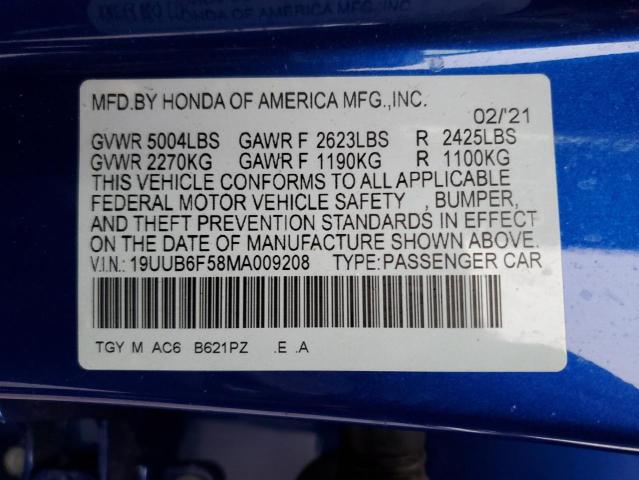 MFD.BY HONDA OF AMERICA MFG.,INC.
02/'21
GVWR 5004LBS GAWR F 2623LBS R 2425LBS
GVWR 2270KG GAWR F 1190KG R 1100KG
THIS VEHICLE CONFORMS TO ALL APPLICABLE
FEDERAL MOTOR VEHICLE SAFETY , BUMPER,
AND THEFT PREVENTION STANDARDS IN EFFECT
ON THE DATE OF MANUFACTURE SHOWN ABOVE.
V.I.N.: 19UUB6F58MA009208 TYPE:PASSENGER CAR
TGY M AC6 B621PZ .E .A